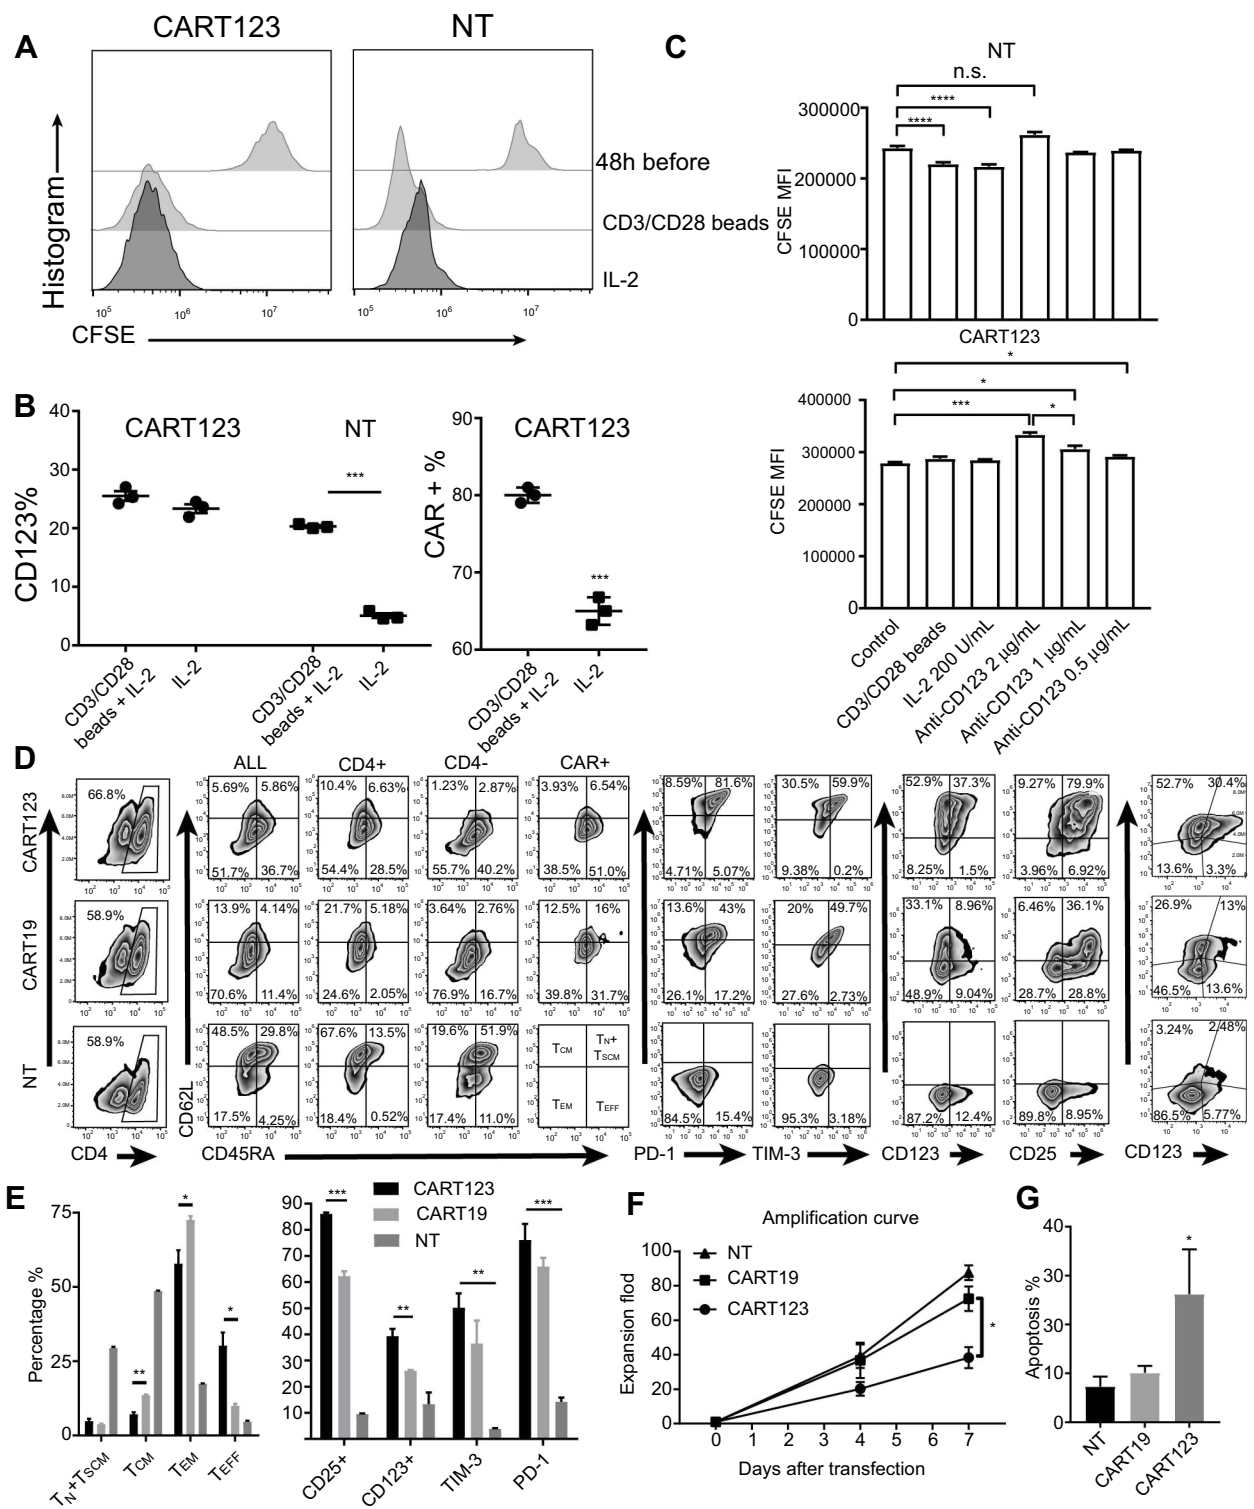 A
CART123
NT
Histogram
48h before
CD3/CD28 beads
IL-2
10⁵
10⁶
10⁷
10⁵
10⁶
10⁷
CFSE
B
CD123%
40
30
20
10
0
CART123
NT
***
CD3/CD28
beads + IL-2
IL-2
CD3/CD28
beads + IL-2
IL-2
CAR + %
90
80
70
60
CART123
***
CD3/CD28
beads + IL-2
IL-2
C
NT
n.s.
****
****
CFSE MFI
300000
200000
100000
0
CART123
*
*
***
*
CFSE MFI
400000
300000
200000
100000
0
Control
CD3/CD28 beads
IL-2 200 U/mL
Anti-CD123 2 µg/mL
Anti-CD123 1 µg/mL
Anti-CD123 0.5 µg/mL
D
ALL
CD4+
CD4-
CAR+
CART123
66.8%
5.69% 5.86%
51.7% 36.7%
10.4% 6.63%
54.4% 28.5%
1.23% 2.87%
55.7% 40.2%
3.93% 6.54%
38.5% 51.0%
8.59% 81.6%
4.71% 5.07%
30.5% 59.9%
9.38% 0.2%
52.9% 37.3%
8.25% 1.5%
9.27% 79.9%
3.96% 6.92%
52.7% 30.4%
13.6% 3.3%
CART19
58.9%
13.9% 4.14%
70.6% 11.4%
21.7% 5.18%
24.6% 2.05%
3.64% 2.76%
76.9% 16.7%
12.5% 16%
39.8% 31.7%
13.6% 43%
26.1% 17.2%
20% 49.7%
27.6% 2.73%
33.1% 8.96%
48.9% 9.04%
6.46% 36.1%
28.7% 28.8%
26.9% 13%
46.5% 13.6%
NT
58.9%
48.5% 29.8%
17.5% 4.25%
67.6% 13.5%
18.4% 0.52%
19.6% 51.9%
17.4% 11.0%
TCM
TN+
TSCM
TEM
TEFF
84.5% 15.4%
95.3% 3.18%
87.2% 12.4%
89.8% 8.95%
3.24% 2.48%
86.5% 5.77%
CD62L
CD4
CD45RA
PD-1
TIM-3
CD123
CD25
CD123
E
Percentage %
75
50
25
0
**
*
*
TN+TSCM
TCM
TEM
TEFF
90
80
70
60
50
40
30
20
10
***
**
**
***
CART123
CART19
NT
CD25+
CD123+
TIM-3
PD-1
F
Amplification curve
Expansion flod
100
80
60
40
20
0
NT
CART19
CART123
*
0 1 2 3 4 5 6 7
Days after transfection
G
Apoptosis %
40
30
20
10
0
*
NT
CART19
CART123